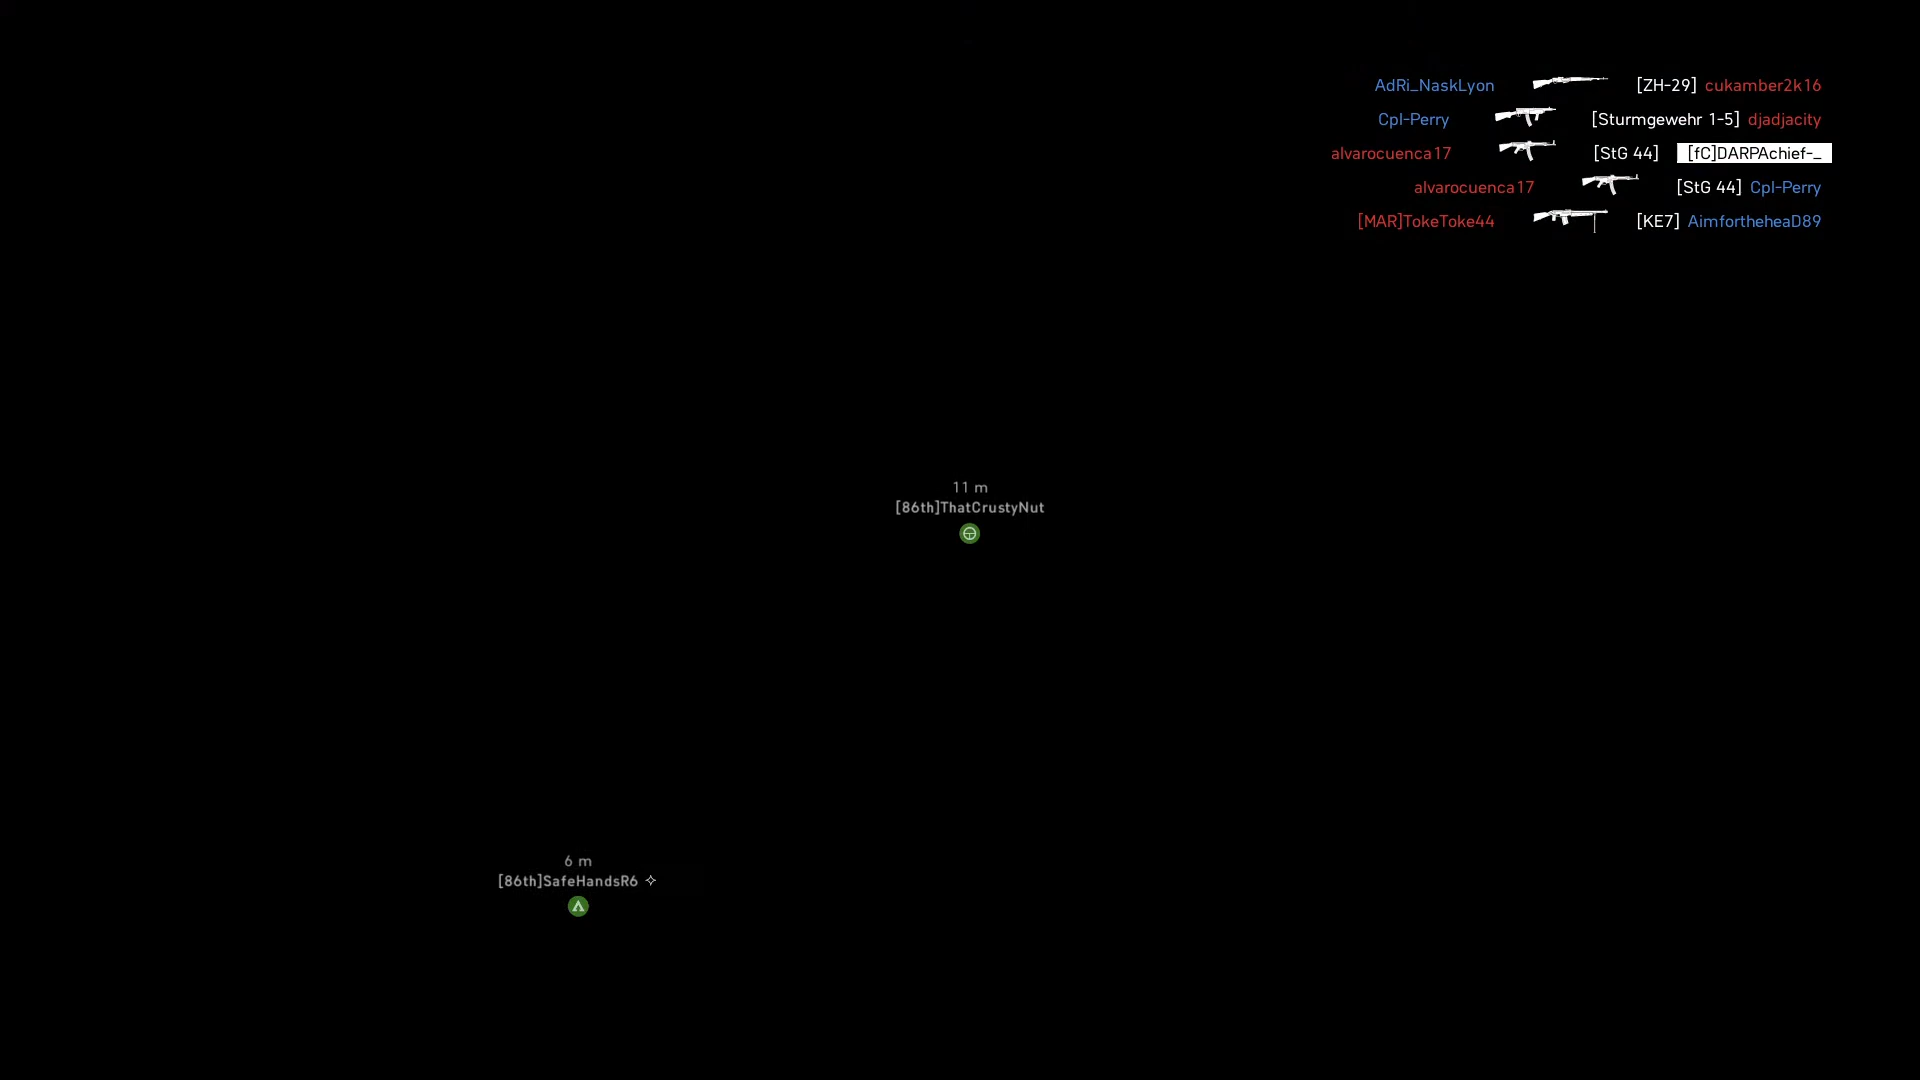 AdRi_NaskLyon [ZH-29] cukamber2k16
Cpl-Perry [Sturmgewehr 1-5] djadjacity
alvarocuenca17 [StG 44] [fC]DARPAchief-_
alvarocuenca17 [StG 44] Cpl-Perry
[MAR]TokeToke44 [KE7] AimfortheheaD89
11 m
[86th]ThatCrustyNut
6 m
[86th]SafeHandsR6